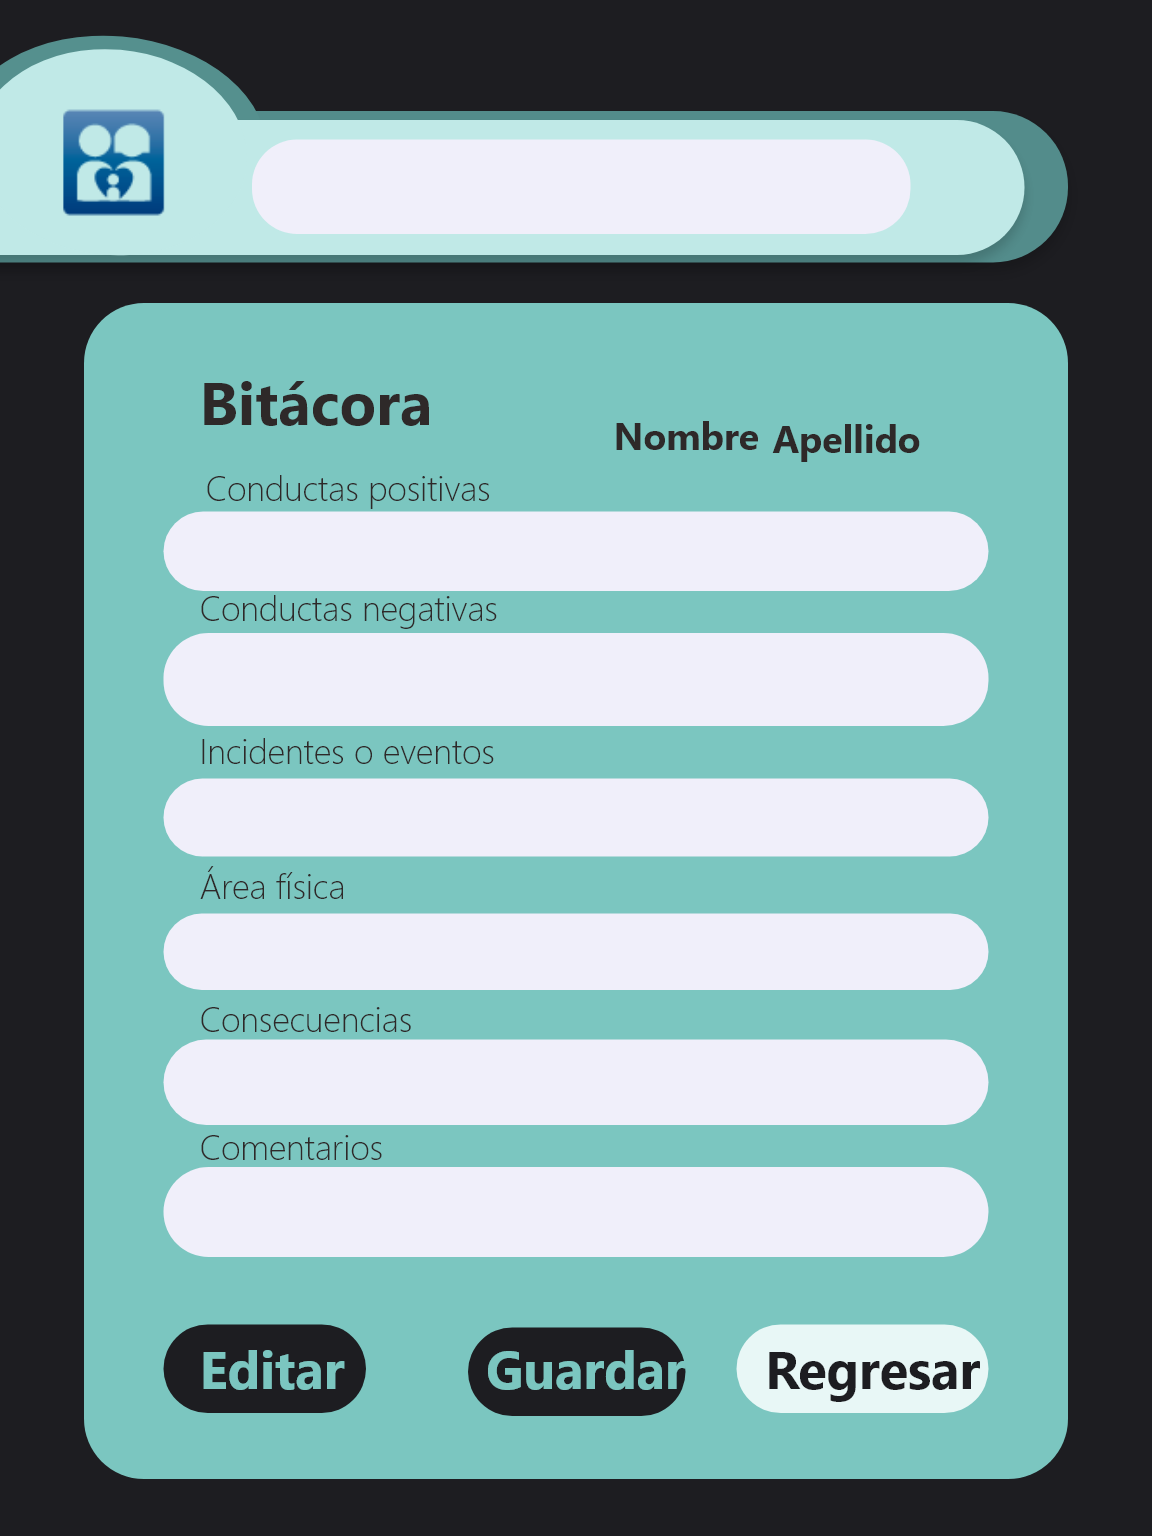 Bitácora
Nombre Apellido
Conductas positivas
Conductas negativas
Incidentes o eventos
Área física
Consecuencias
Comentarios
Editar Guardar Regresar